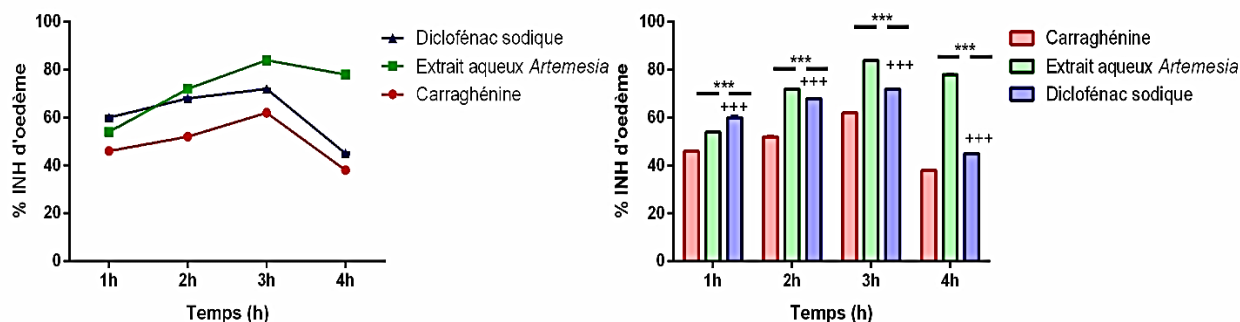 100
80
60
40
20
0
% INH d'oedème
1h 2h 3h 4h
Temps (h)
Diclofénac sodique
Extrait aqueux Artemesia
Carraghénine
100
80
60
40
20
0
% INH d'oedème
***
+++
***
+++
***
+++
***
+++
1h 2h 3h 4h
Temps (h)
Carraghénine
Extrait aqueux Artemesia
Diclofénac sodique